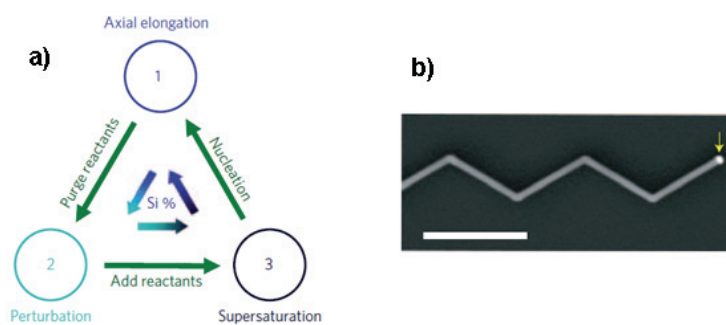 Axial elongation
a)
1
Purge reactants
Nucleation
Si %
2
Add reactants
3
Perturbation
Supersaturation
b)